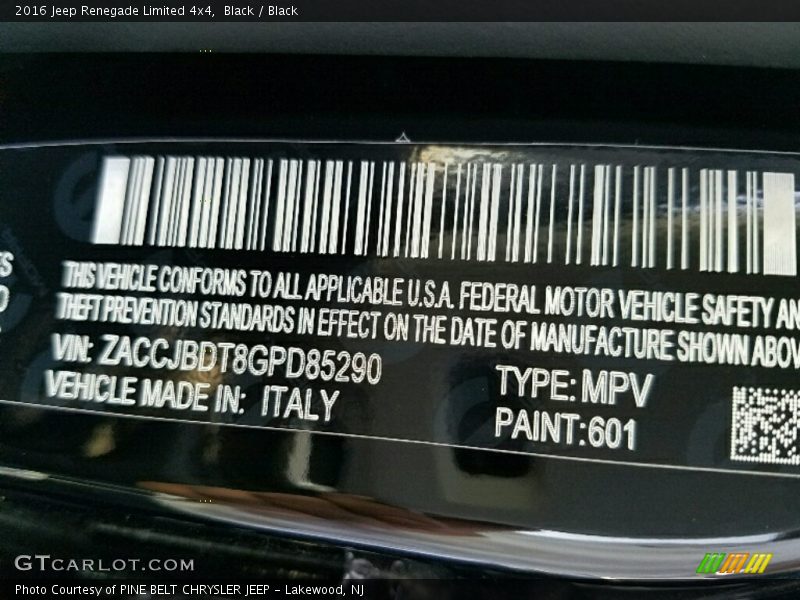 2016 Jeep Renegade Limited 4x4,  Black / Black
THIS VEHICLE CONFORMS TO ALL APPLICABLE U.S.A. FEDERAL MOTOR VEHICLE SAFETY AN
THEFT PREVENTION STANDARDS IN EFFECT ON THE DATE OF MANUFACTURE SHOWN ABOV
VIN: ZACCJBDT8GPD85290
TYPE: MPV
VEHICLE MADE IN: ITALY
PAINT: 601
GTCARLOT.COM
Photo Courtesy of PINE BELT CHRYSLER JEEP – Lakewood, NJ